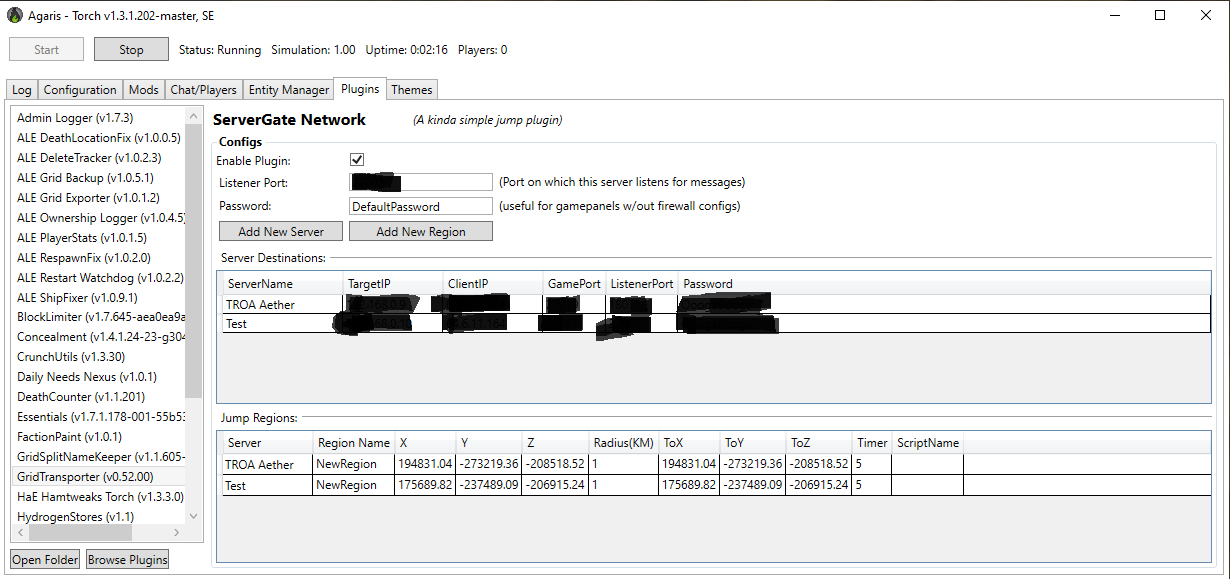 Agaris - Torch v1.3.1.202-master, SE
Start Stop Status: Running Simulation: 1.00 Uptime: 0:02:16 Players: 0
Log Configuration Mods Chat/Players Entity Manager Plugins Themes
Admin Logger (v1.7.3)
ALE DeathLocationFix (v1.0.0.5)
ALE DeleteTracker (v1.0.2.3)
ALE Grid Backup (v1.0.5.1)
ALE Grid Exporter (v1.0.1.2)
ALE Ownership Logger (v1.0.4.5)
ALE PlayerStats (v1.0.1.5)
ALE RespawnFix (v1.0.2.0)
ALE Restart Watchdog (v1.0.2.2)
ALE ShipFixer (v1.0.9.1)
BlockLimiter (v1.7.645-aea0ea9a
Concealment (v1.4.1.24-23-g304
CrunchUtils (v1.3.30)
Daily Needs Nexus (v1.0.1)
DeathCounter (v1.1.201)
Essentials (v1.7.1.178-001-55b53
FactionPaint (v1.0.1)
GridSplitNameKeeper (v1.1.605-
GridTransporter (v0.52.00)
HaE Hamtweaks Torch (v1.3.3.0)
HydrogenStores (v1.1)
Open Folder Browse Plugins
ServerGate Network (A kinda simple jump plugin)
Configs
Enable Plugin:
Listener Port: (Port on which this server listens for messages)
Password: DefaultPassword (useful for gamepanels w/out firewall configs)
Add New Server Add New Region
Server Destinations:
ServerName TargetIP ClientIP GamePort ListenerPort Password
TROA Aether
Test
Jump Regions:
Server Region Name X Y Z Radius(KM) ToX ToY ToZ Timer ScriptName
TROA Aether NewRegion 194831.04 -273219.36 -208518.52 1 194831.04 -273219.36 -208518.52 5
Test NewRegion 175689.82 -237489.09 -206915.24 1 175689.82 -237489.09 -206915.24 5